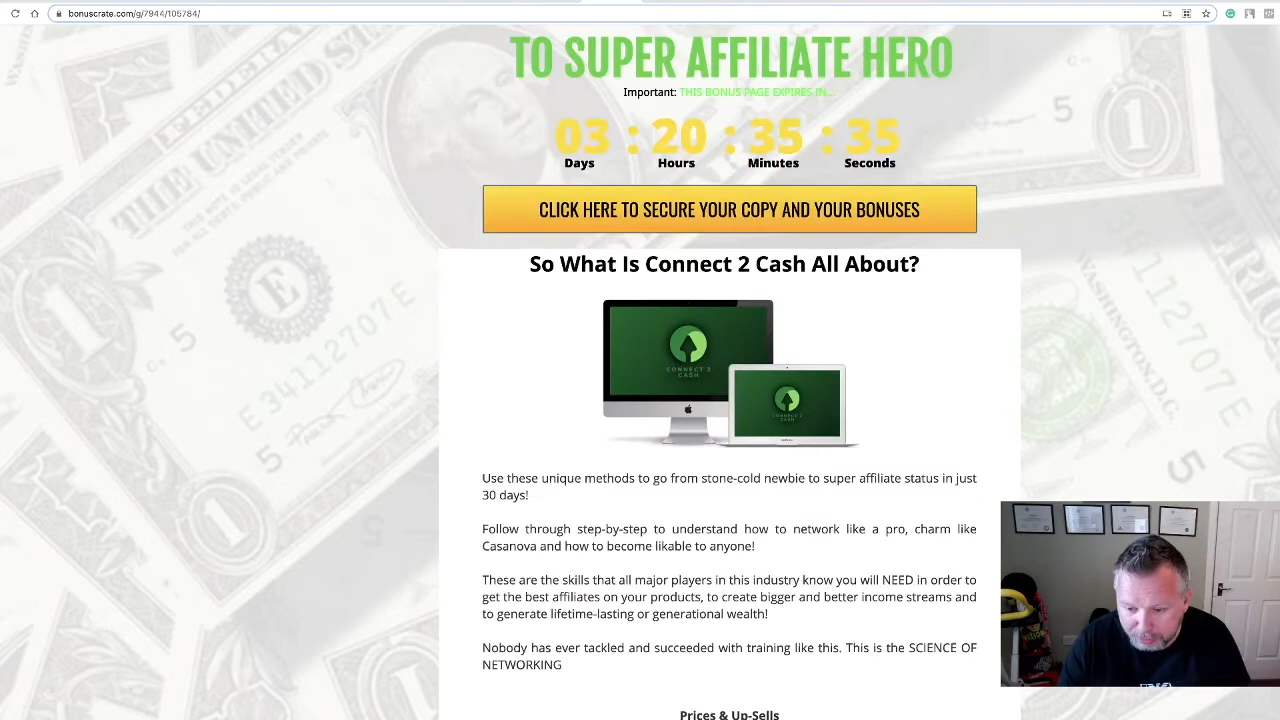 bonuscrate.com/g/7944/105784/
TO SUPER AFFILIATE HERO
Important: THIS BONUS PAGE EXPIRES IN...
03 : 20 : 35 : 35
Days Hours Minutes Seconds
CLICK HERE TO SECURE YOUR COPY AND YOUR BONUSES
So What Is Connect 2 Cash All About?
CONNECT 2
CASH
CONNECT 2
CASH
Use these unique methods to go from stone-cold newbie to super affiliate status in just
30 days!
Follow through step-by-step to understand how to network like a pro, charm like
Casanova and how to become likable to anyone!
These are the skills that all major players in this industry know you will NEED in order to
get the best affiliates on your products, to create bigger and better income streams and
to generate lifetime-lasting or generational wealth!
Nobody has ever tackled and succeeded with training like this. This is the SCIENCE OF
NETWORKING
Prices & Up-Sells